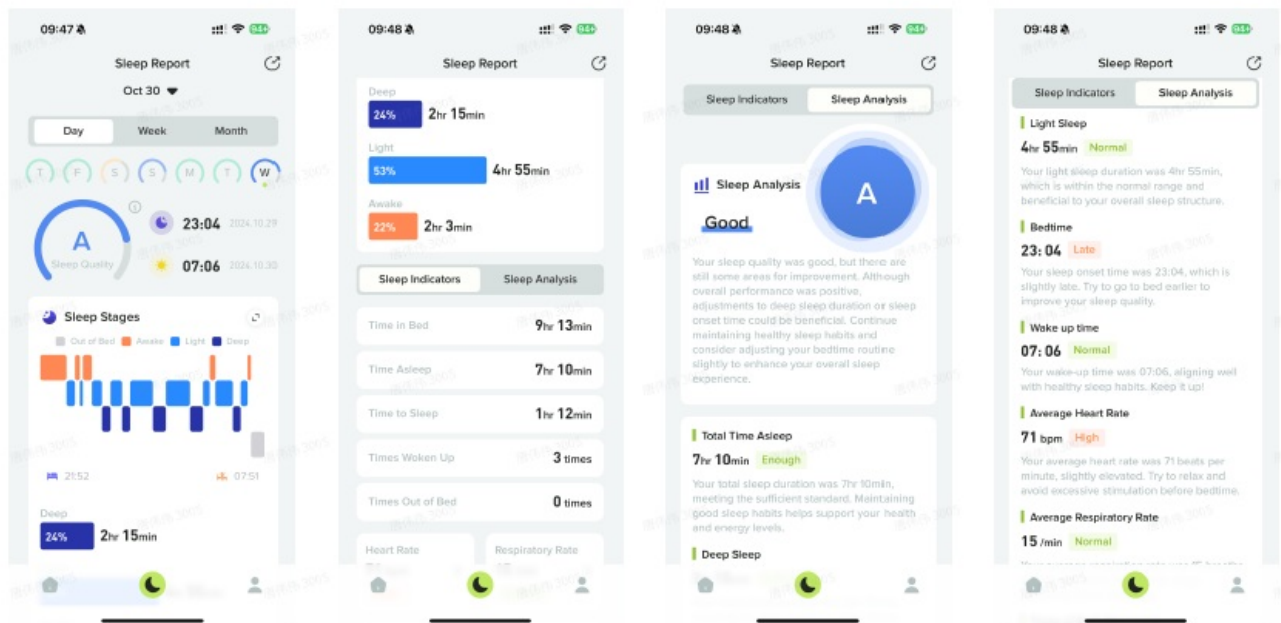 09:47
94+
Sleep Report
Oct 30
Day
Week
Month
T
F
S
S
M
T
W
A
Sleep Quality
23:04 2024.10.29
07:06 2024.10.30
Sleep Stages
Out of Bed
Awake
Light
Deep
21:52
07:51
Deep
24% 2hr 15min
09:48
94+
Sleep Report
Deep
24% 2hr 15min
Light
53% 4hr 55min
Awake
22% 2hr 3min
Sleep Indicators
Sleep Analysis
Time in Bed 9hr 13min
Time Asleep 7hr 10min
Time to Sleep 1hr 12min
Times Woken Up 3 times
Times Out of Bed 0 times
Heart Rate
Respiratory Rate
09:48
94+
Sleep Report
Sleep Indicators
Sleep Analysis
Sleep Analysis
Good
A
Your sleep quality was good, but there are
still some areas for improvement. Although
overall performance was positive,
adjustments to deep sleep duration or sleep
onset time could be beneficial. Continue
maintaining healthy sleep habits and
consider adjusting your bedtime routine
slightly to enhance your overall sleep
experience.
Total Time Asleep
7hr 10min Enough
Your total sleep duration was 7hr 10min,
meeting the sufficient standard. Maintaining
good sleep habits helps support your health
and energy levels.
Deep Sleep
09:48
94+
Sleep Report
Sleep Indicators
Sleep Analysis
Light Sleep
4hr 55min Normal
Your light sleep duration was 4hr 55min,
which is within the normal range and
beneficial to your overall sleep structure.
Bedtime
23:04 Late
Your sleep onset time was 23:04, which is
slightly late. Try to go to bed earlier to
improve your sleep quality.
Wake up time
07:06 Normal
Your wake-up time was 07:06, aligning well
with healthy sleep habits. Keep it up!
Average Heart Rate
71 bpm High
Your average heart rate was 71 beats per
minute, slightly elevated. Try to relax and
avoid excessive stimulation before bedtime.
Average Respiratory Rate
15 /min Normal